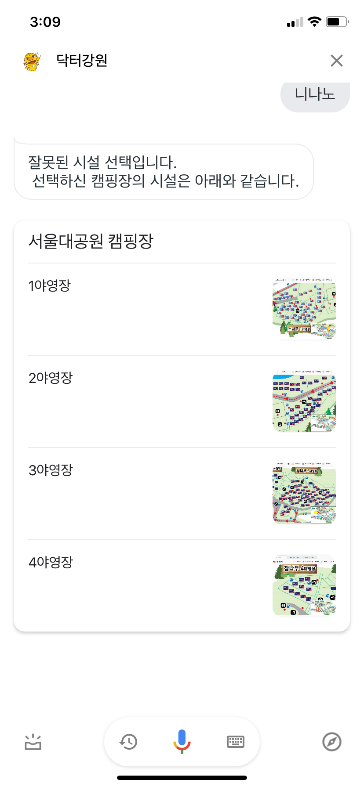 3:09
닥터강원
니나노
잘못된 시설 선택입니다.
선택하신 캠핑장의 시설은 아래와 같습니다.
서울대공원 캠핑장
1야영장
2야영장
3야영장
4야영장